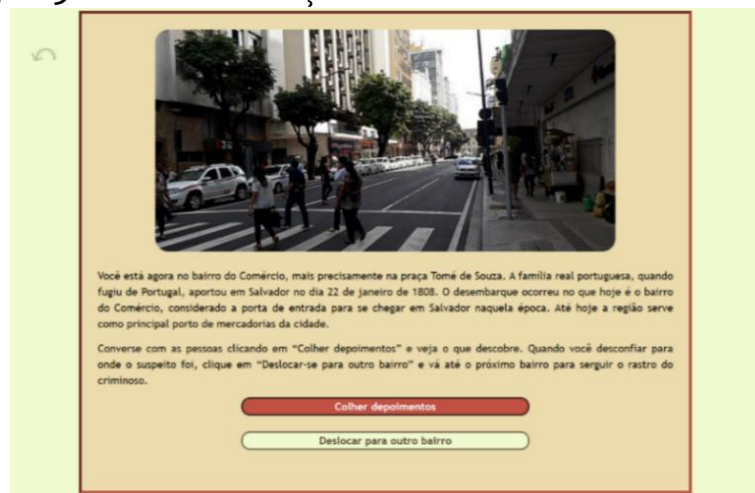 Você está agora no bairro do Comércio, mais precisamente na praça Tomé de Souza. A família real portuguesa, quando
fugiu de Portugal, aportou em Salvador no dia 22 de janeiro de 1808. O desembarque ocorreu no que hoje é o bairro
do Comércio, considerado a porta de entrada para se chegar em Salvador naquela época. Até hoje a região serve
como principal porto de mercadorias da cidade.
Converse com as pessoas clicando em “Colher depoimentos” e veja o que descobre. Quando você desconfiar para
onde o suspeito foi, clique em “Deslocar-se para outro bairro” e vá até o próximo bairro para serguir o rastro do
criminoso.
Colher depoimentos
Deslocar para outro bairro